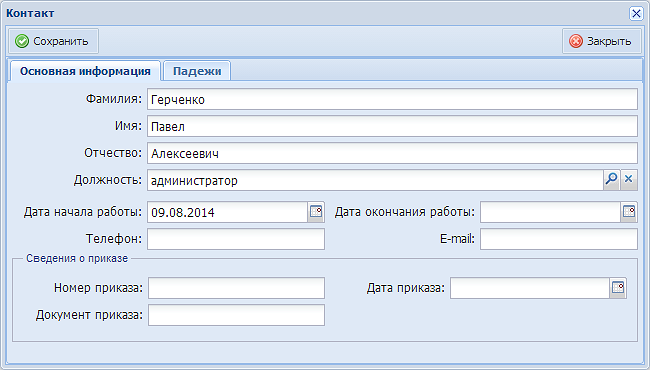 Контакт
Сохранить Закрыть
Основная информация Падежи
Фамилия: Герченко
Имя: Павел
Отчество: Алексеевич
Должность: администратор
Дата начала работы: 09.08.2014 Дата окончания работы:
Телефон: E-mail:
Сведения о приказе
Номер приказа: Дата приказа:
Документ приказа: